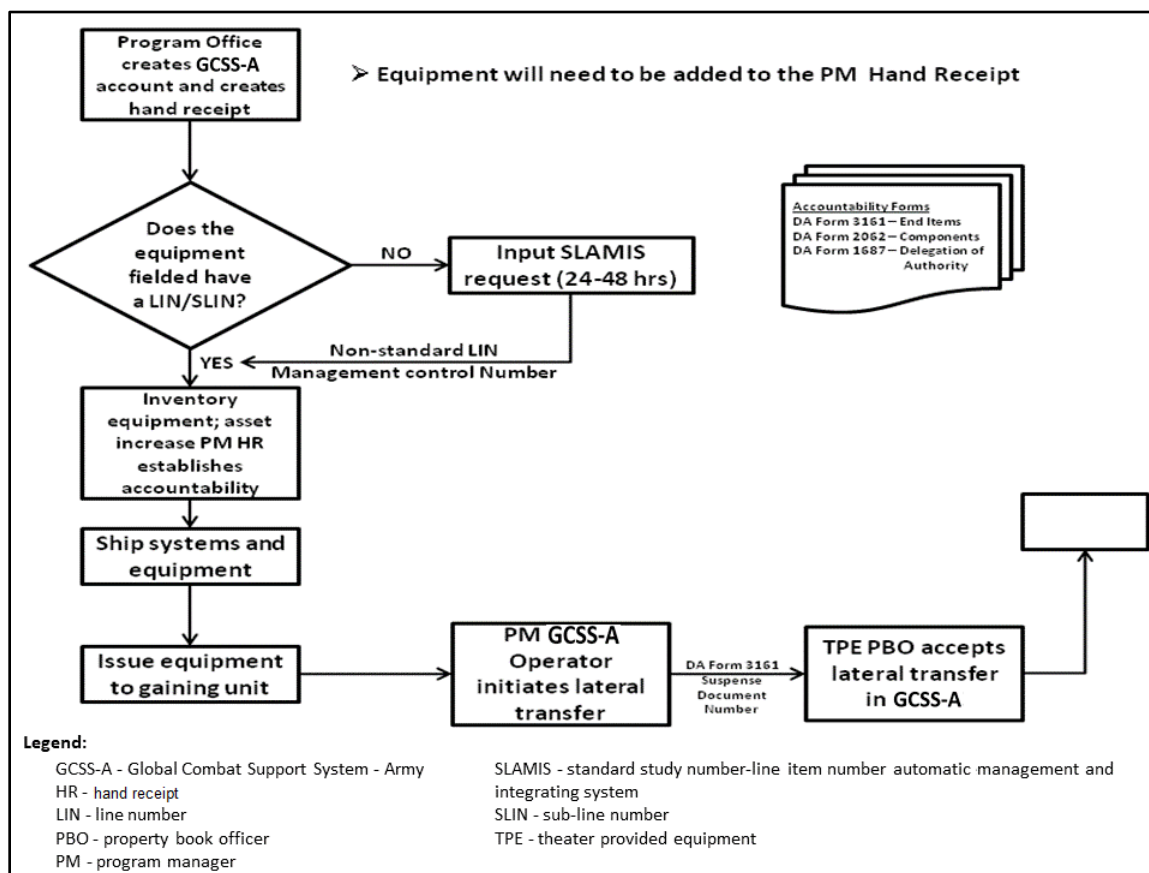 Program Office
creates GCSS-A
account and creates
hand receipt
➢ Equipment will need to be added to the PM Hand Receipt
Accountability Forms
DA Form 3161 – End Items
DA Form 2062 – Components
DA Form 1687 – Delegation of
Authority
Does the
equipment
fielded have
a LIN/SLIN?
NO
Input SLAMIS
request (24-48 hrs)
YES
Non-standard LIN
Management control Number
Inventory
equipment; asset
increase PM HR
establishes
accountability
Ship systems and
equipment
Issue equipment
to gaining unit
PM GCSS-A
Operator
initiates lateral
transfer
DA Form 3161
Suspense
Document
Number
TPE PBO accepts
lateral transfer
in GCSS-A
Legend:
GCSS-A - Global Combat Support System - Army
HR - hand receipt
LIN - line number
PBO - property book officer
PM - program manager
SLAMIS - standard study number-line item number automatic management and
integrating system
SLIN - sub-line number
TPE - theater provided equipment